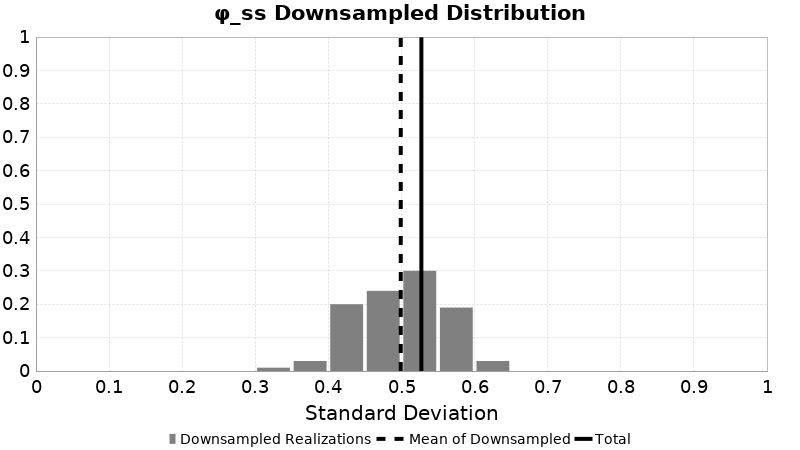 φ_ss Downsampled Distribution
1
0.9
0.8
0.7
0.6
0.5
0.4
0.3
0.2
0.1
0
0 0.1 0.2 0.3 0.4 0.5 0.6 0.7 0.8 0.9 1
Standard Deviation
Downsampled Realizations Mean of Downsampled Total